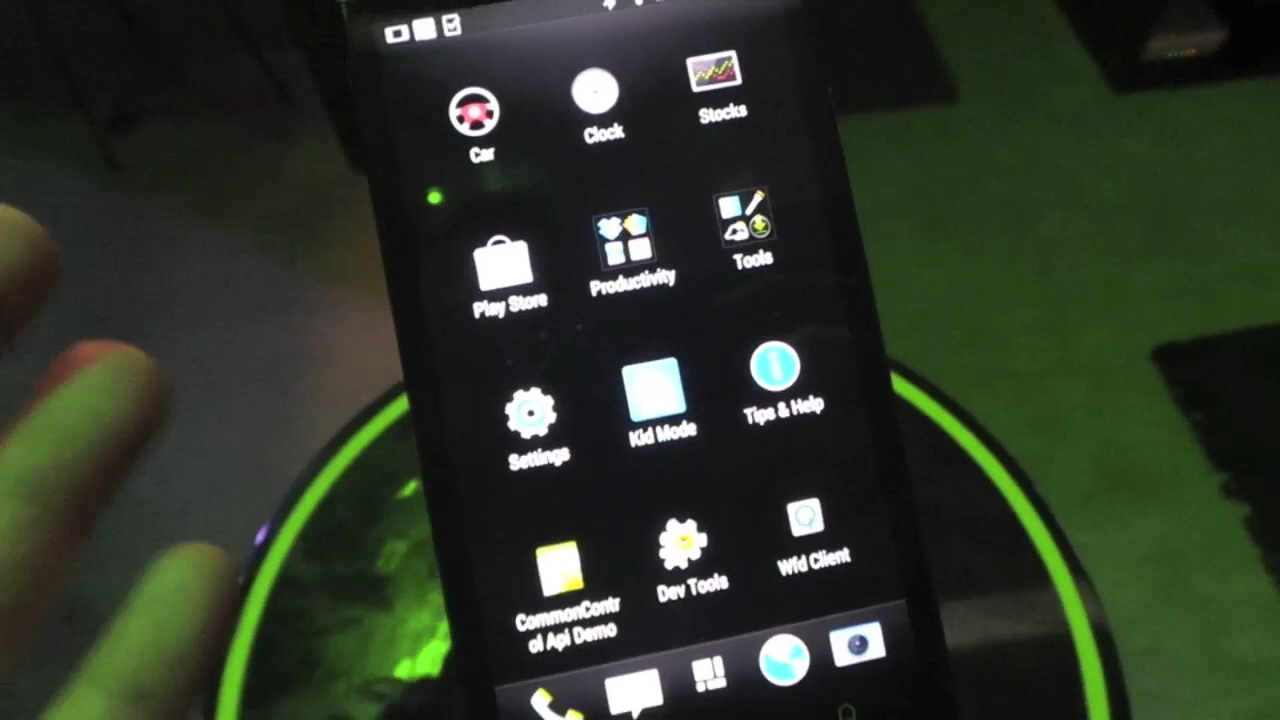 Car
Clock
Stocks
Play Store
Productivity
Tools
Settings
Kid Mode
Tips & Help
CommonContr
ol Api Demo
Dev Tools
Wfd Client